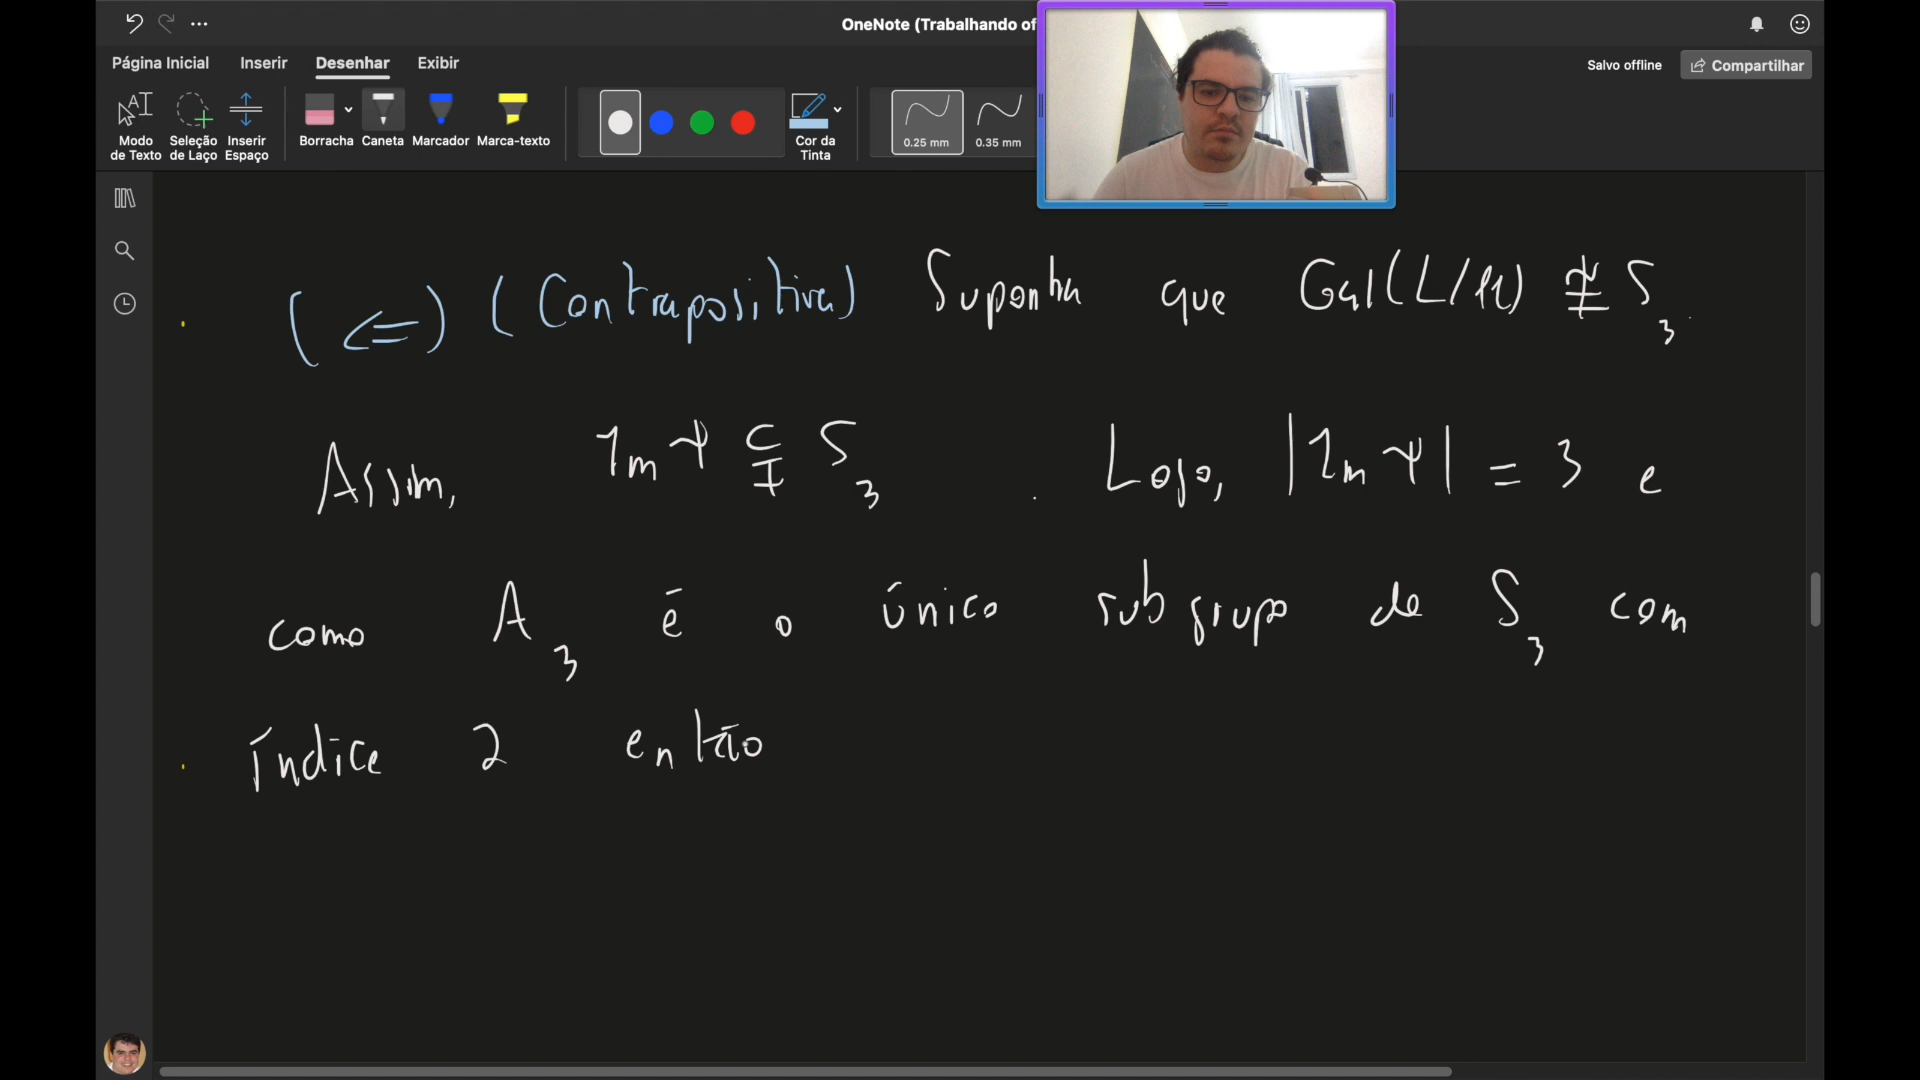 OneNote (Trabalhando of
Página Inicial Inserir Desenhar Exibir
Salvo offline Compartilhar
Modo de Texto Seleção de Laço Inserir Espaço Borracha Caneta Marcador Marca-texto Cor da Tinta 0.25 mm 0.35 mm
(<=) (Contrapositiva) Suponha que Gal(L/K) ≇ S₃.
Assim, Im Ψ ⊊ S₃. Logo, |Im Ψ| = 3 e
como A₃ é o único subgrupo de S₃ com
índice 2 então